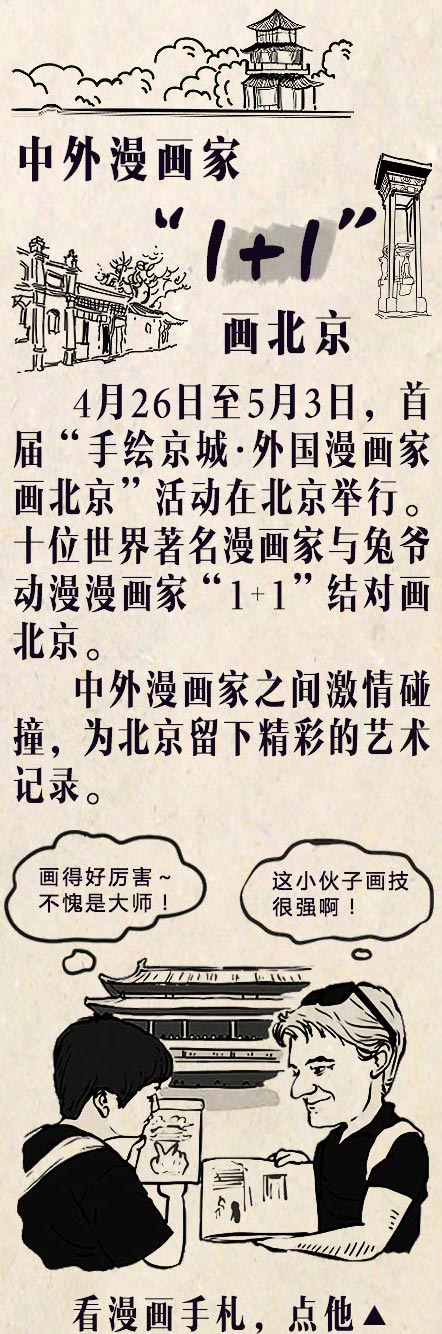 中外漫画家
“1+1”
画北京
4月26日至5月3日，首
届“手绘京城·外国漫画家
画北京”活动在北京举行。
十位世界著名漫画家与兔爷
动漫漫画家“1+1”结对画
北京。
中外漫画家之间激情碰
撞，为北京留下精彩的艺术
记录。
画得好厉害～
不愧是大师！
这小伙子画技
很强啊！
看漫画手札，点他▲